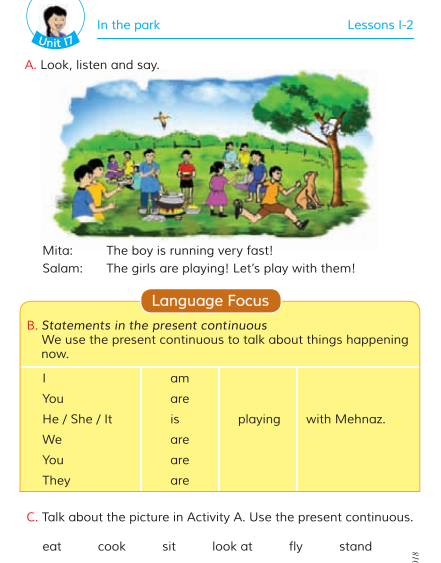 Unit 17
In the park
Lessons 1-2
A. Look, listen and say.
Mita: The boy is running very fast!
Salam: The girls are playing! Let's play with them!
Language Focus
B. Statements in the present continuous
We use the present continuous to talk about things happening
now.
I am
You are
He / She / It is playing with Mehnaz.
We are
You are
They are
C. Talk about the picture in Activity A. Use the present continuous.
eat cook sit look at fly stand